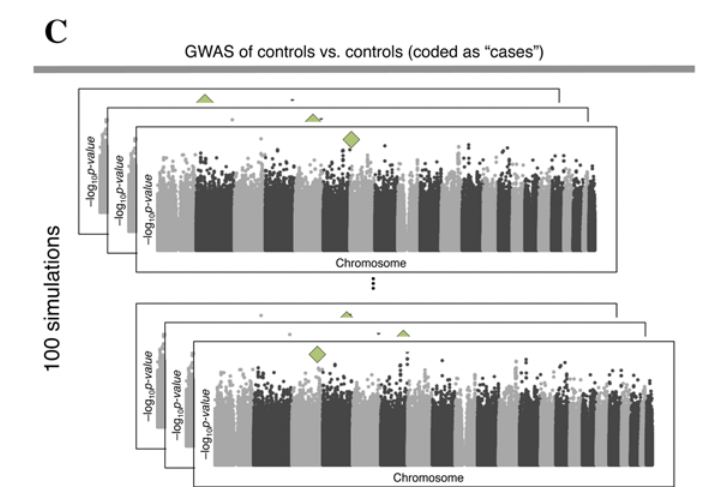 C
GWAS of controls vs. controls (coded as “cases”)
100 simulations
–log10p-value
–log10p-value
–log10p-value
Chromosome
–log10p-value
–log10p-value
–log10p-value
Chromosome